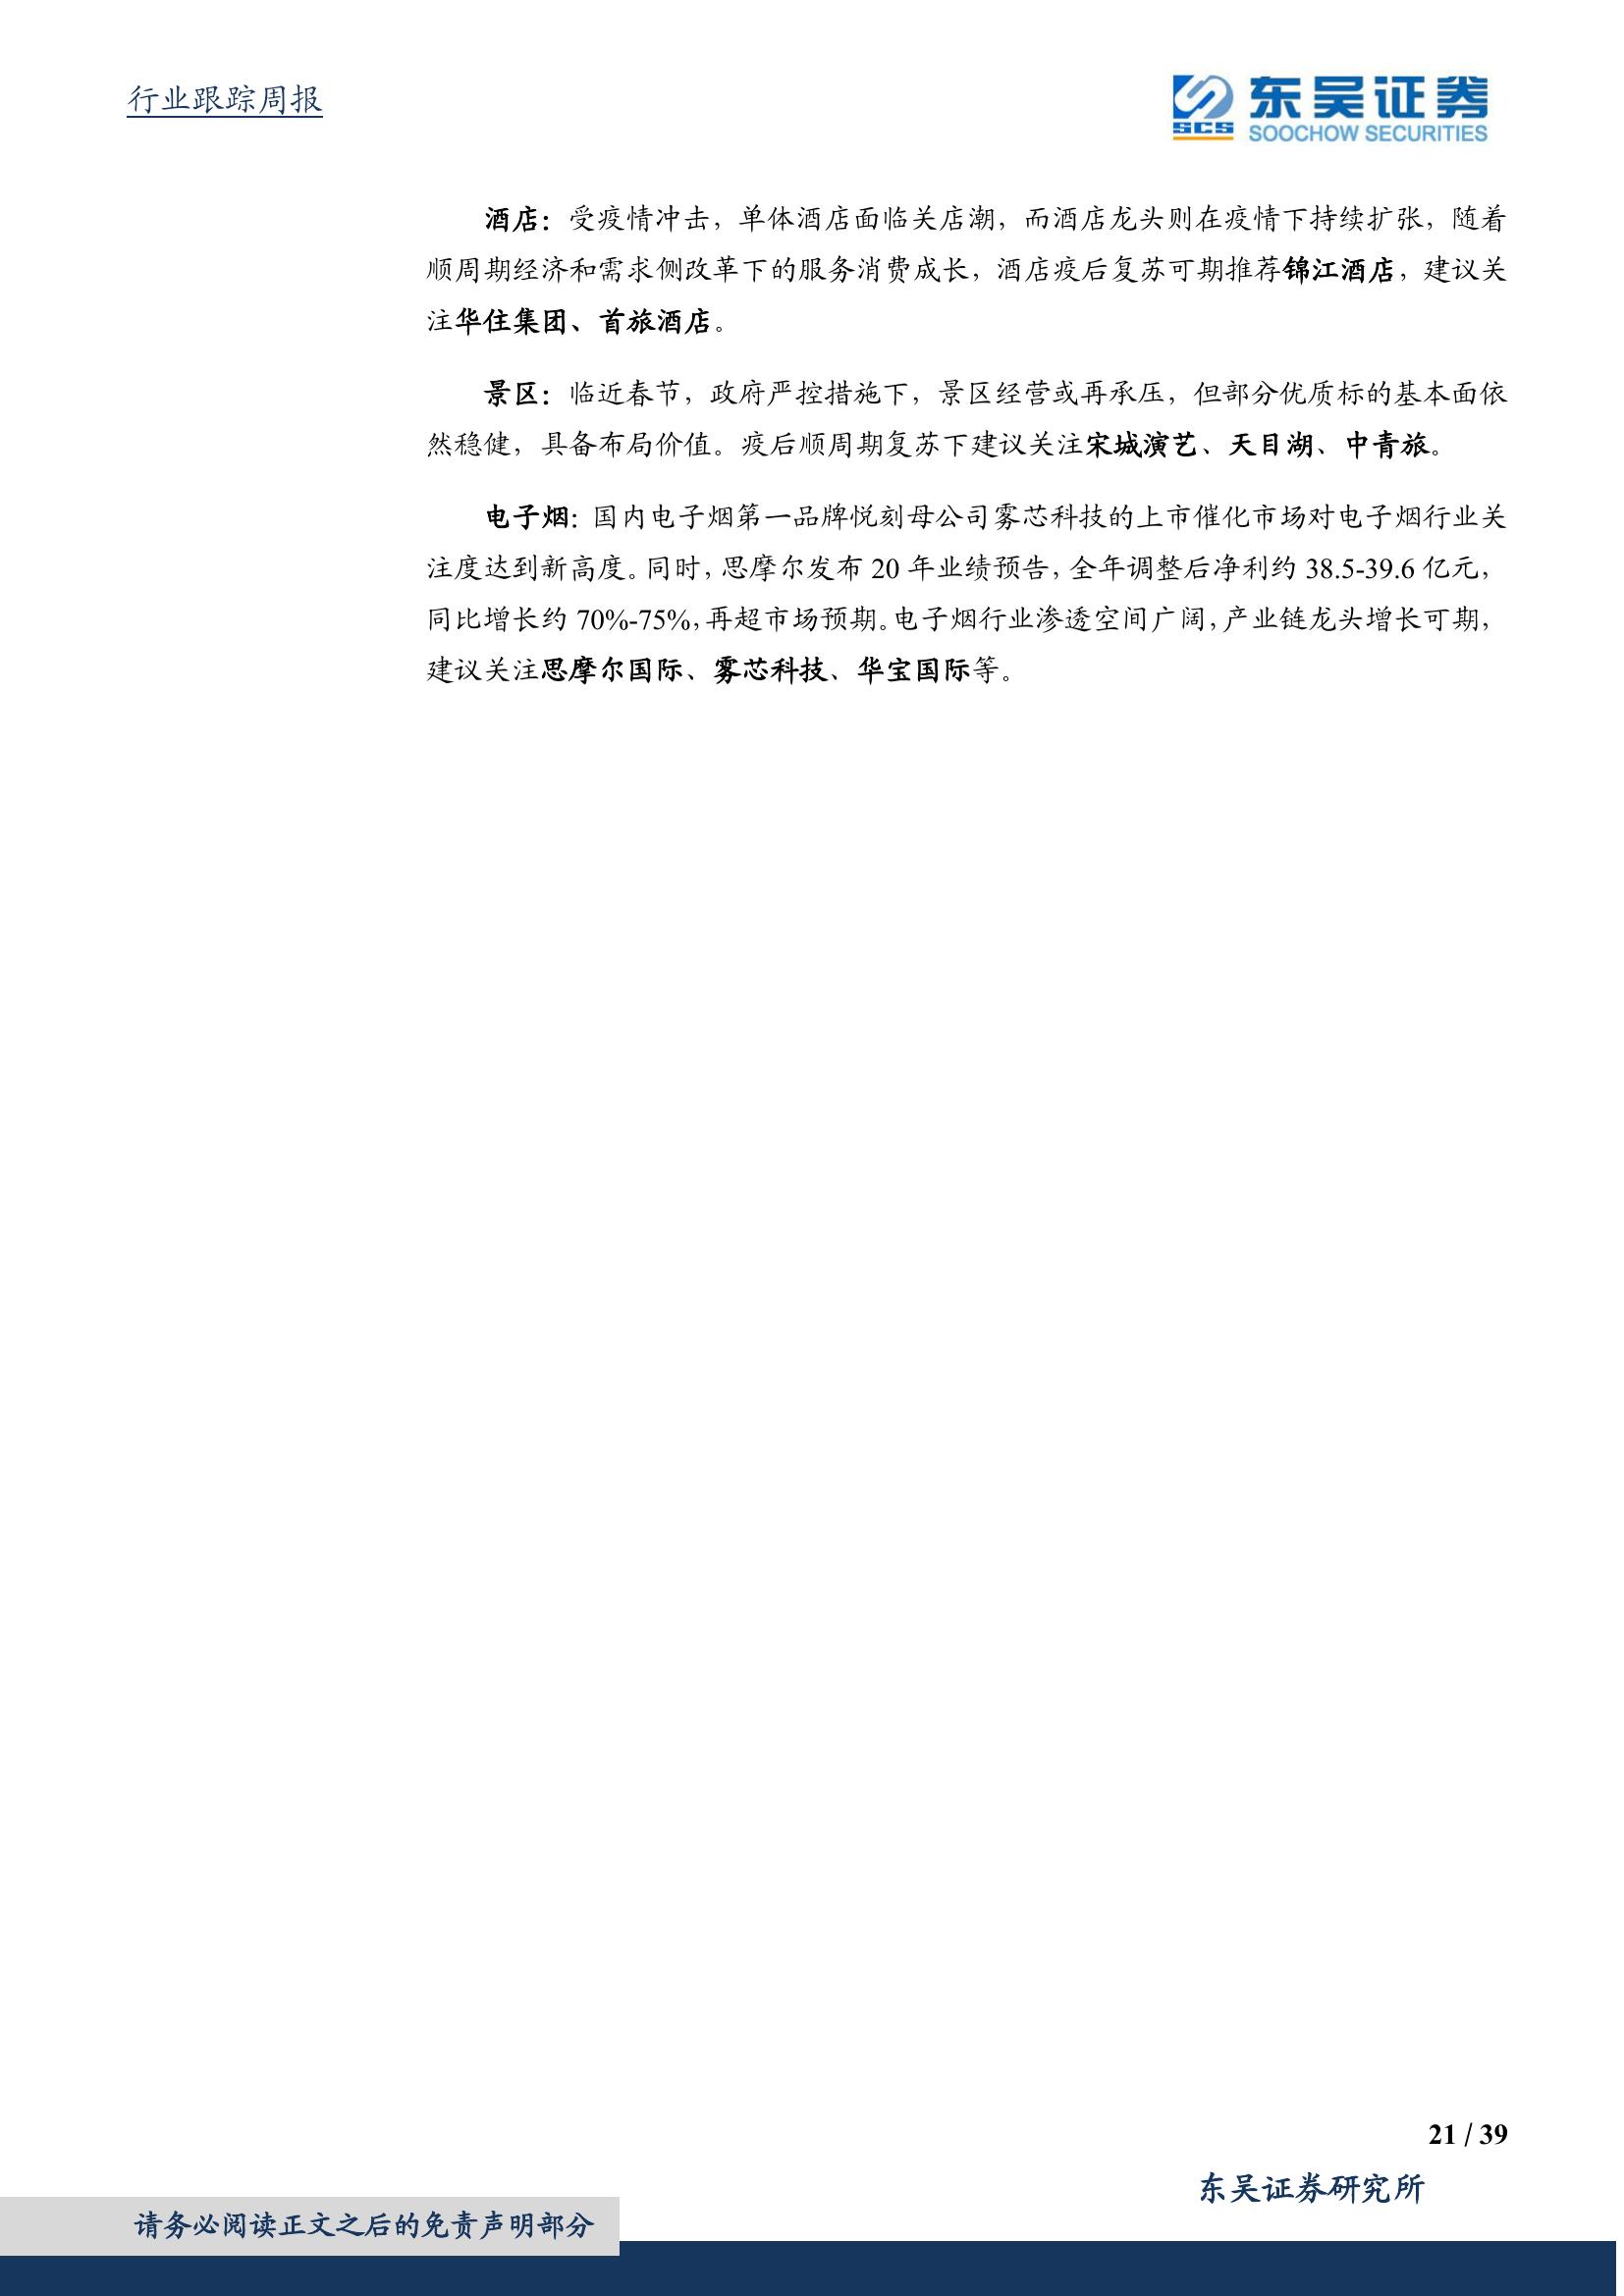 行业跟踪周报
东吴证券
SCS
SOOCHOW SECURITIES
酒店：受疫情冲击，单体酒店面临关店潮，而酒店龙头则在疫情下持续扩张，随着
顺周期经济和需求侧改革下的服务消费成长，酒店疫后复苏可期推荐锦江酒店，建议关
注华住集团、首旅酒店。
景区：临近春节，政府严控措施下，景区经营或再承压，但部分优质标的基本面依
然稳健，具备布局价值。疫后顺周期复苏下建议关注宋城演艺、天目湖、中青旅。
电子烟：国内电子烟第一品牌悦刻母公司雾芯科技的上市催化市场对电子烟行业关
注度达到新高度。同时，思摩尔发布 20 年业绩预告，全年调整后净利约 38.5-39.6 亿元，
同比增长约 70%-75%，再超市场预期。电子烟行业渗透空间广阔，产业链龙头增长可期，
建议关注思摩尔国际、雾芯科技、华宝国际等。
21 / 39
东吴证券研究所
请务必阅读正文之后的免责声明部分